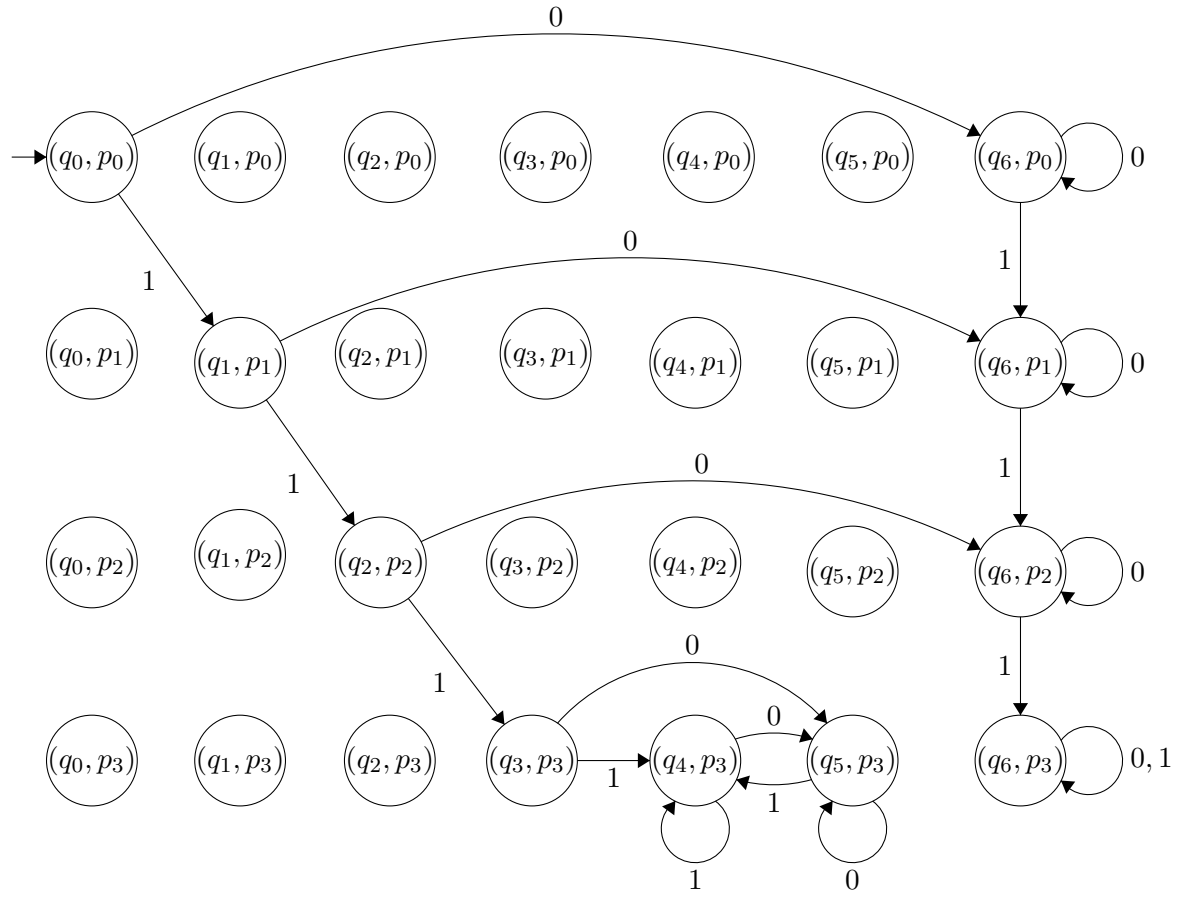 0
(q₀, p₀) (q₁, p₀) (q₂, p₀) (q₃, p₀) (q₄, p₀) (q₅, p₀) (q₆, p₀) 0
0
1 1
(q₀, p₁) (q₁, p₁) (q₂, p₁) (q₃, p₁) (q₄, p₁) (q₅, p₁) (q₆, p₁) 0
0
1 1
(q₀, p₂) (q₁, p₂) (q₂, p₂) (q₃, p₂) (q₄, p₂) (q₅, p₂) (q₆, p₂) 0
0
1 1
0
(q₀, p₃) (q₁, p₃) (q₂, p₃) (q₃, p₃) (q₄, p₃) (q₅, p₃) (q₆, p₃) 0, 1
1 1
1 0